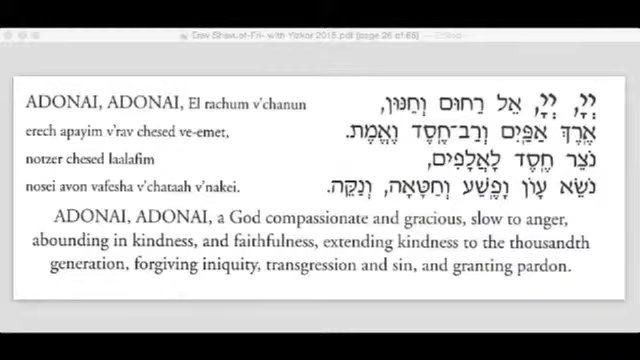 Erev Shavuot-Fri- with Yizkor 2015.pdf (page 26 of 65)
ADONAI, ADONAI, El rachum v'chanun
יְיָ, יְיָ, אֵל רַחוּם וְחַנּוּן,
erech apayim v'rav chesed ve-emet,
אֶֽרֶךְ אַפַּֽיִם וְרַב־חֶֽסֶד וֶאֱמֶת.
notzer chesed laalafim
נֹצֵר חֶֽסֶד לָאֲלָפִים,
nosei avon vafesha v'chataah v'nakei.
נֹשֵׂא עָוֹן וָפֶֽשַׁע וְחַטָּאָה, וְנַקֵּה.
ADONAI, ADONAI, a God compassionate and gracious, slow to anger,
abounding in kindness, and faithfulness, extending kindness to the thousandth
generation, forgiving iniquity, transgression and sin, and granting pardon.